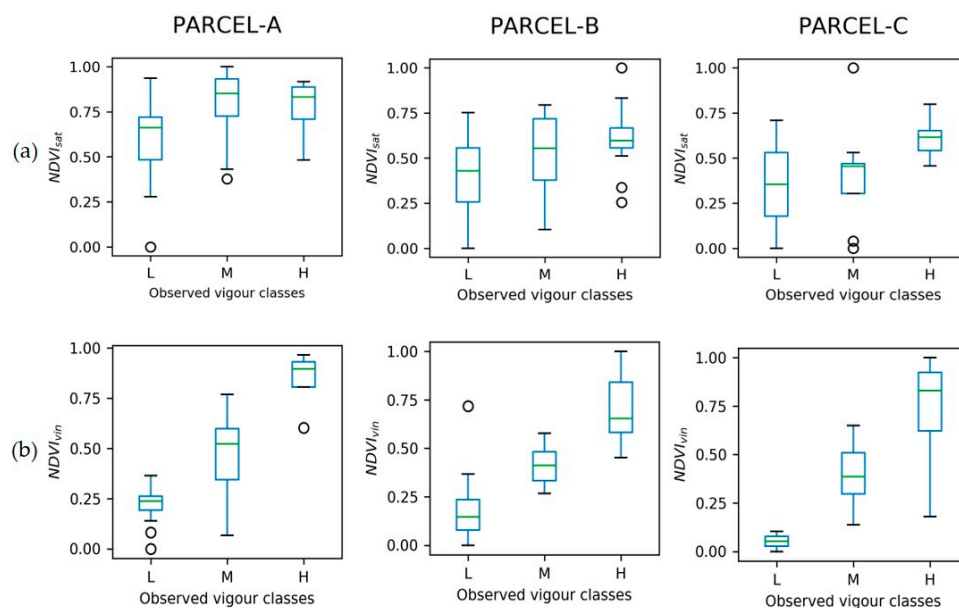 PARCEL-A PARCEL-B PARCEL-C
(a)
NDVIsat
1.00
0.75
0.50
0.25
0.00
L M H
Observed vigour classes
NDVIsat
1.00
0.75
0.50
0.25
0.00
L M H
Observed vigour classes
NDVIsat
1.00
0.75
0.50
0.25
0.00
L M H
Observed vigour classes
(b)
NDVIvin
1.00
0.75
0.50
0.25
0.00
L M H
Observed vigour classes
NDVIvin
1.00
0.75
0.50
0.25
0.00
L M H
Observed vigour classes
NDVIvin
1.00
0.75
0.50
0.25
0.00
L M H
Observed vigour classes